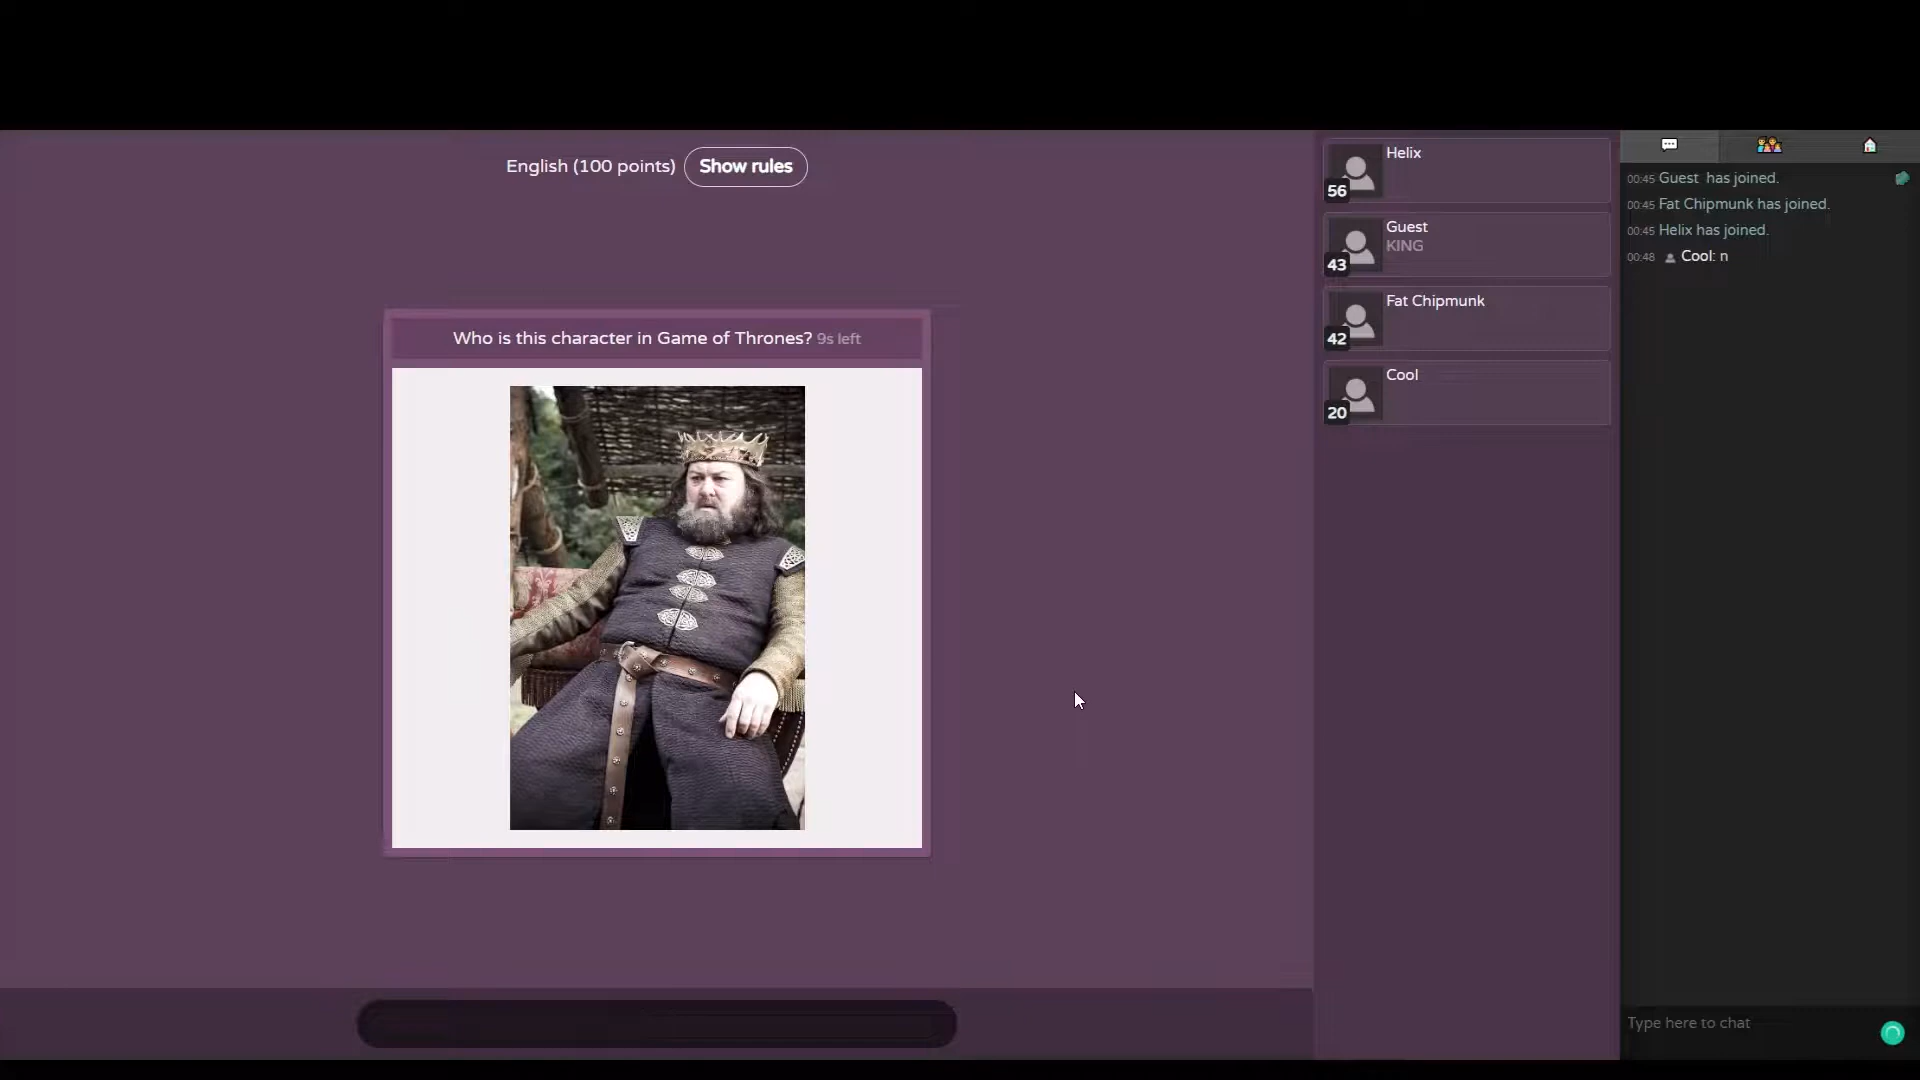 English (100 points) Show rules
Who is this character in Game of Thrones? 9s left
Helix
56
Guest
KING
43
Fat Chipmunk
42
Cool
20
00:45 Guest has joined.
00:45 Fat Chipmunk has joined.
00:45 Helix has joined.
00:48 Cool: n
Type here to chat